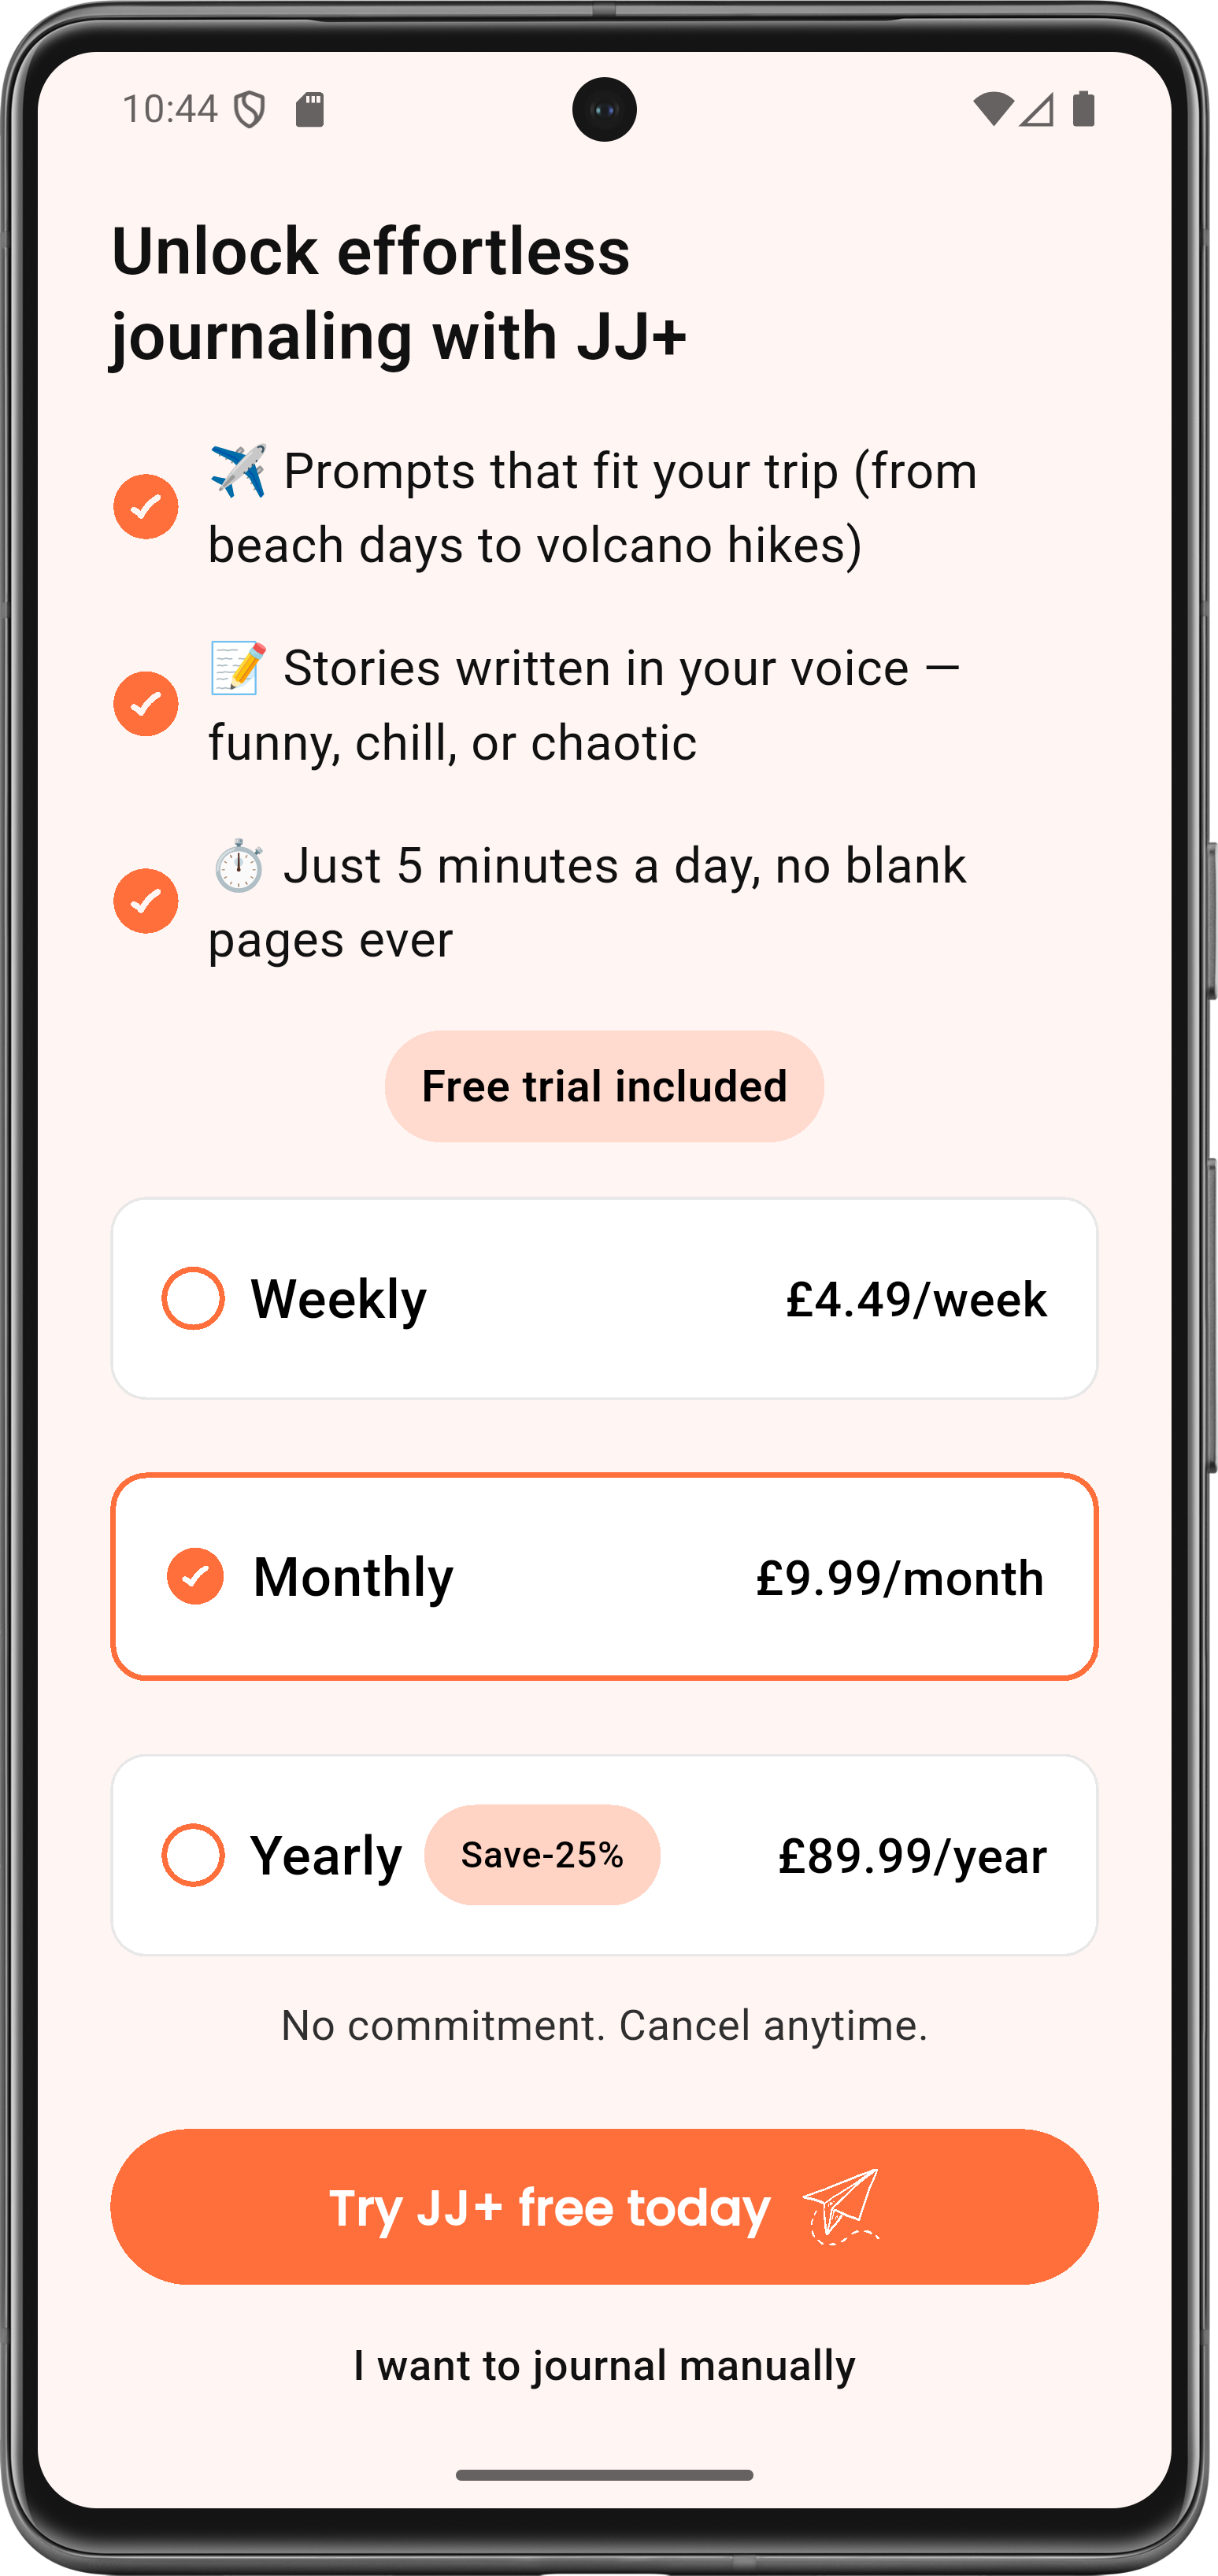 10:44
Unlock effortless
journaling with JJ+
✈️ Prompts that fit your trip (from
beach days to volcano hikes)
📝 Stories written in your voice —
funny, chill, or chaotic
⏱️ Just 5 minutes a day, no blank
pages ever
Free trial included
Weekly £4.49/week
Monthly £9.99/month
Yearly Save-25% £89.99/year
No commitment. Cancel anytime.
Try JJ+ free today
I want to journal manually